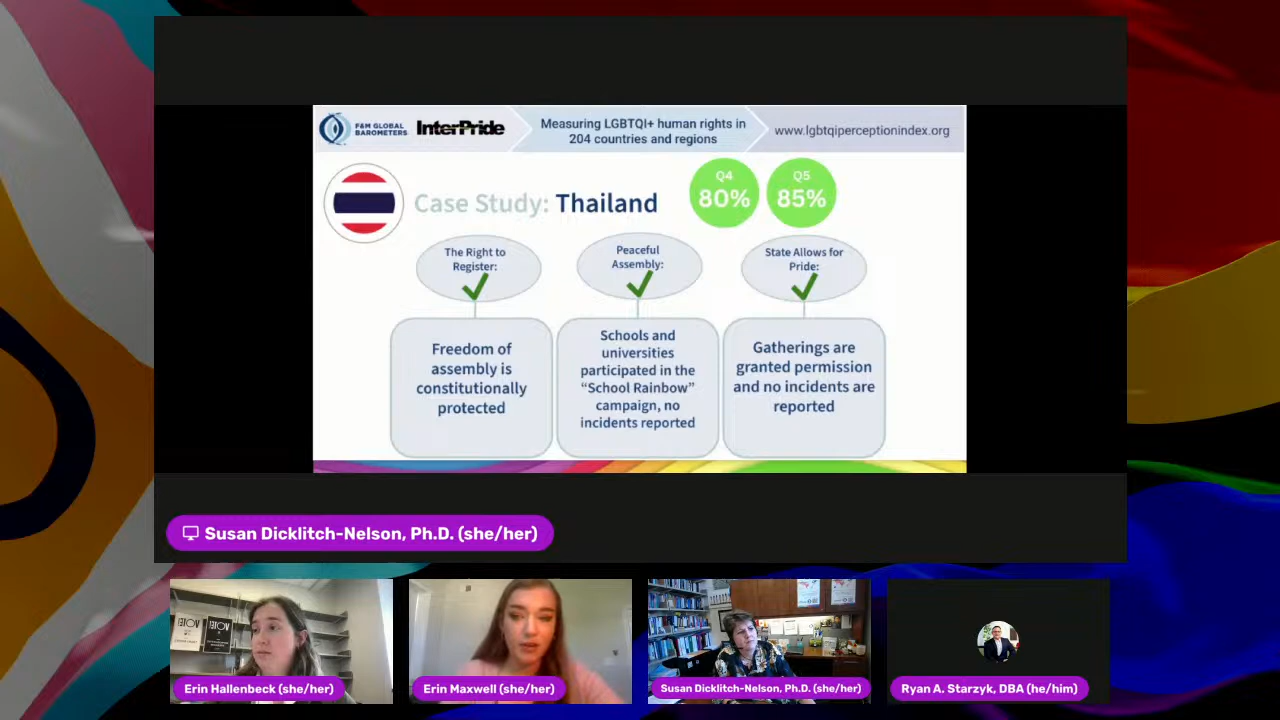 F&M GLOBAL
BAROMETERS
InterPride
Measuring LGBTQI+ human rights in
204 countries and regions
www.lgbtqiperceptionindex.org
Case Study: Thailand
Q4
80%
Q5
85%
The Right to
Register:
Peaceful
Assembly:
State Allows for
Pride:
Freedom of
assembly is
constitutionally
protected
Schools and
universities
participated in the
“School Rainbow”
campaign, no
incidents reported
Gatherings are
granted permission
and no incidents are
reported
Susan Dicklitch-Nelson, Ph.D. (she/her)
VOTE!
VOTE!
Erin Hallenbeck (she/her)
Erin Maxwell (she/her)
Susan Dicklitch-Nelson, Ph.D. (she/her)
Ryan A. Starzyk, DBA (he/him)